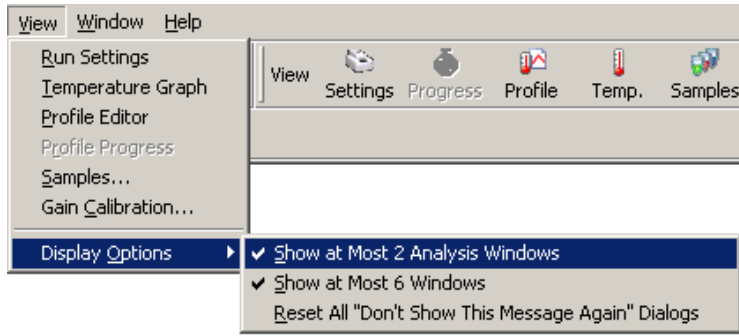 View Window Help
Run Settings
Temperature Graph
Profile Editor
Profile Progress
Samples...
Gain Calibration...
Display Options
View
Settings Progress Profile Temp. Samples
Show at Most 2 Analysis Windows
Show at Most 6 Windows
Reset All "Don't Show This Message Again" Dialogs